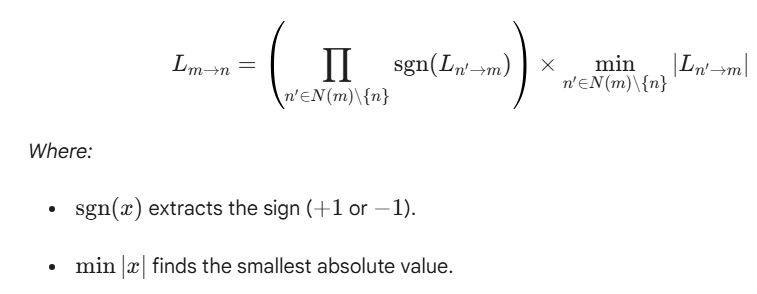 L_{m→n} = ( ∏_{n′∈N(m)\{n}} sgn(L_{n′→m}) ) × min_{n′∈N(m)\{n}} |L_{n′→m}|
Where:
• sgn(x) extracts the sign (+1 or −1).
• min |x| finds the smallest absolute value.